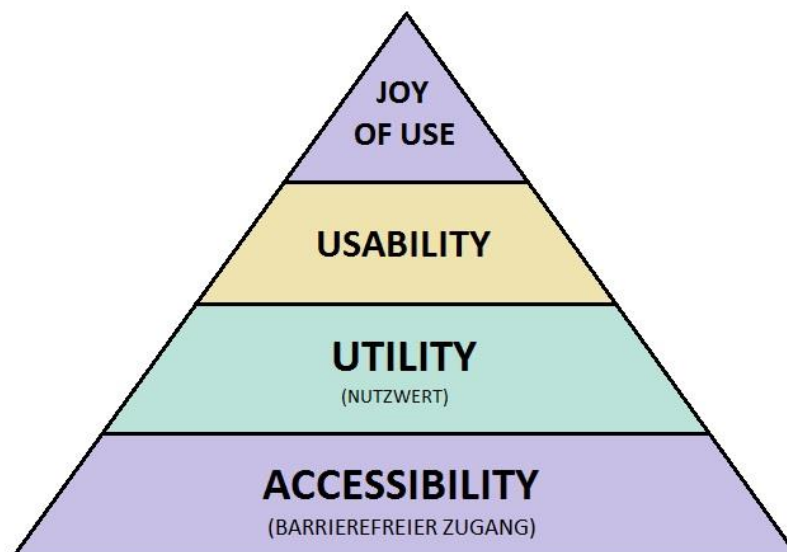 JOY
OF USE
USABILITY
UTILITY
(NUTZWERT)
ACCESSIBILITY
(BARRIEREFREIER ZUGANG)